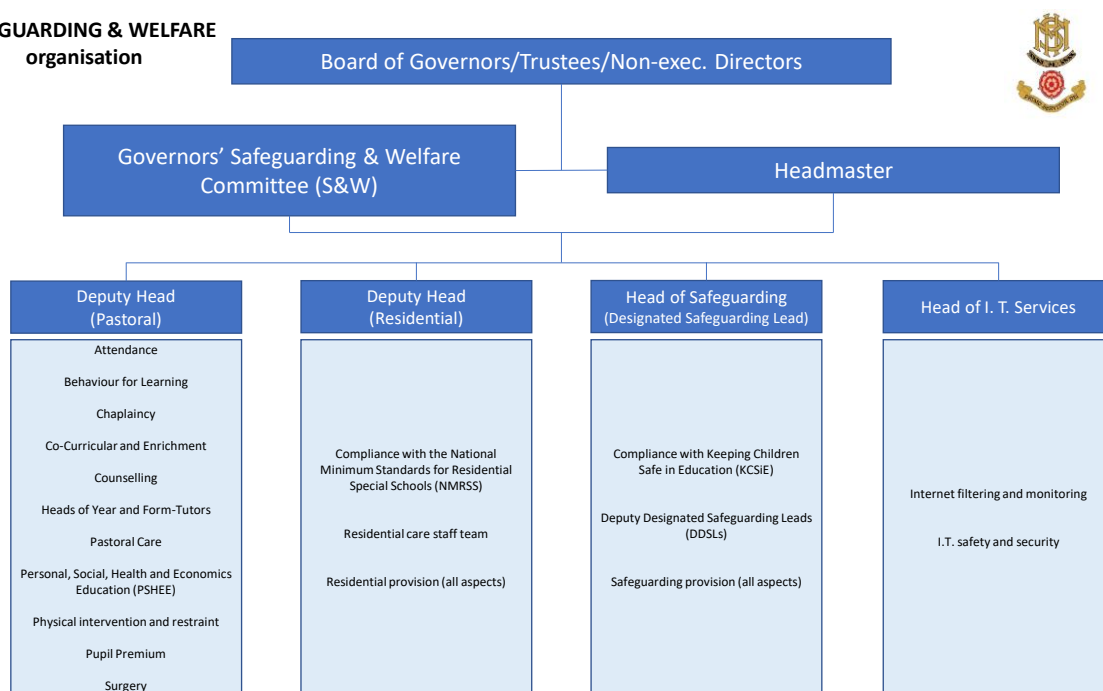 GUARDING & WELFARE
organisation
Board of Governors/Trustees/Non-exec. Directors
Governors' Safeguarding & Welfare
Committee (S&W)
Headmaster
Deputy Head
(Pastoral)
Deputy Head
(Residential)
Head of Safeguarding
(Designated Safeguarding Lead)
Head of I. T. Services
Attendance
Behaviour for Learning
Chaplaincy
Co-Curricular and Enrichment
Counselling
Heads of Year and Form-Tutors
Pastoral Care
Personal, Social, Health and Economics
Education (PSHEE)
Physical intervention and restraint
Pupil Premium
Surgery
Compliance with the National
Minimum Standards for Residential
Special Schools (NMRSS)
Residential care staff team
Residential provision (all aspects)
Compliance with Keeping Children
Safe in Education (KCSiE)
Deputy Designated Safeguarding Leads
(DDSLs)
Safeguarding provision (all aspects)
Internet filtering and monitoring
I.T. safety and security